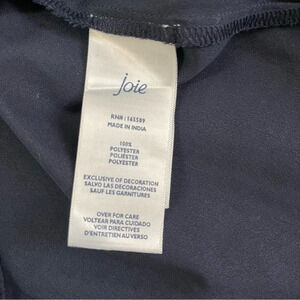 joie
RN#: 143589
MADE IN INDIA
100%
POLYESTER
POLIÉSTER
POLYESTER
EXCLUSIVE OF DECORATION
SALVO LAS DECORACIONES
SAUF LES GARNITURES
OVER FOR CARE
VOLTEAR PARA CUIDADO
VOIR DIRECTIVES
D'ENTRETIEN AU VERSO